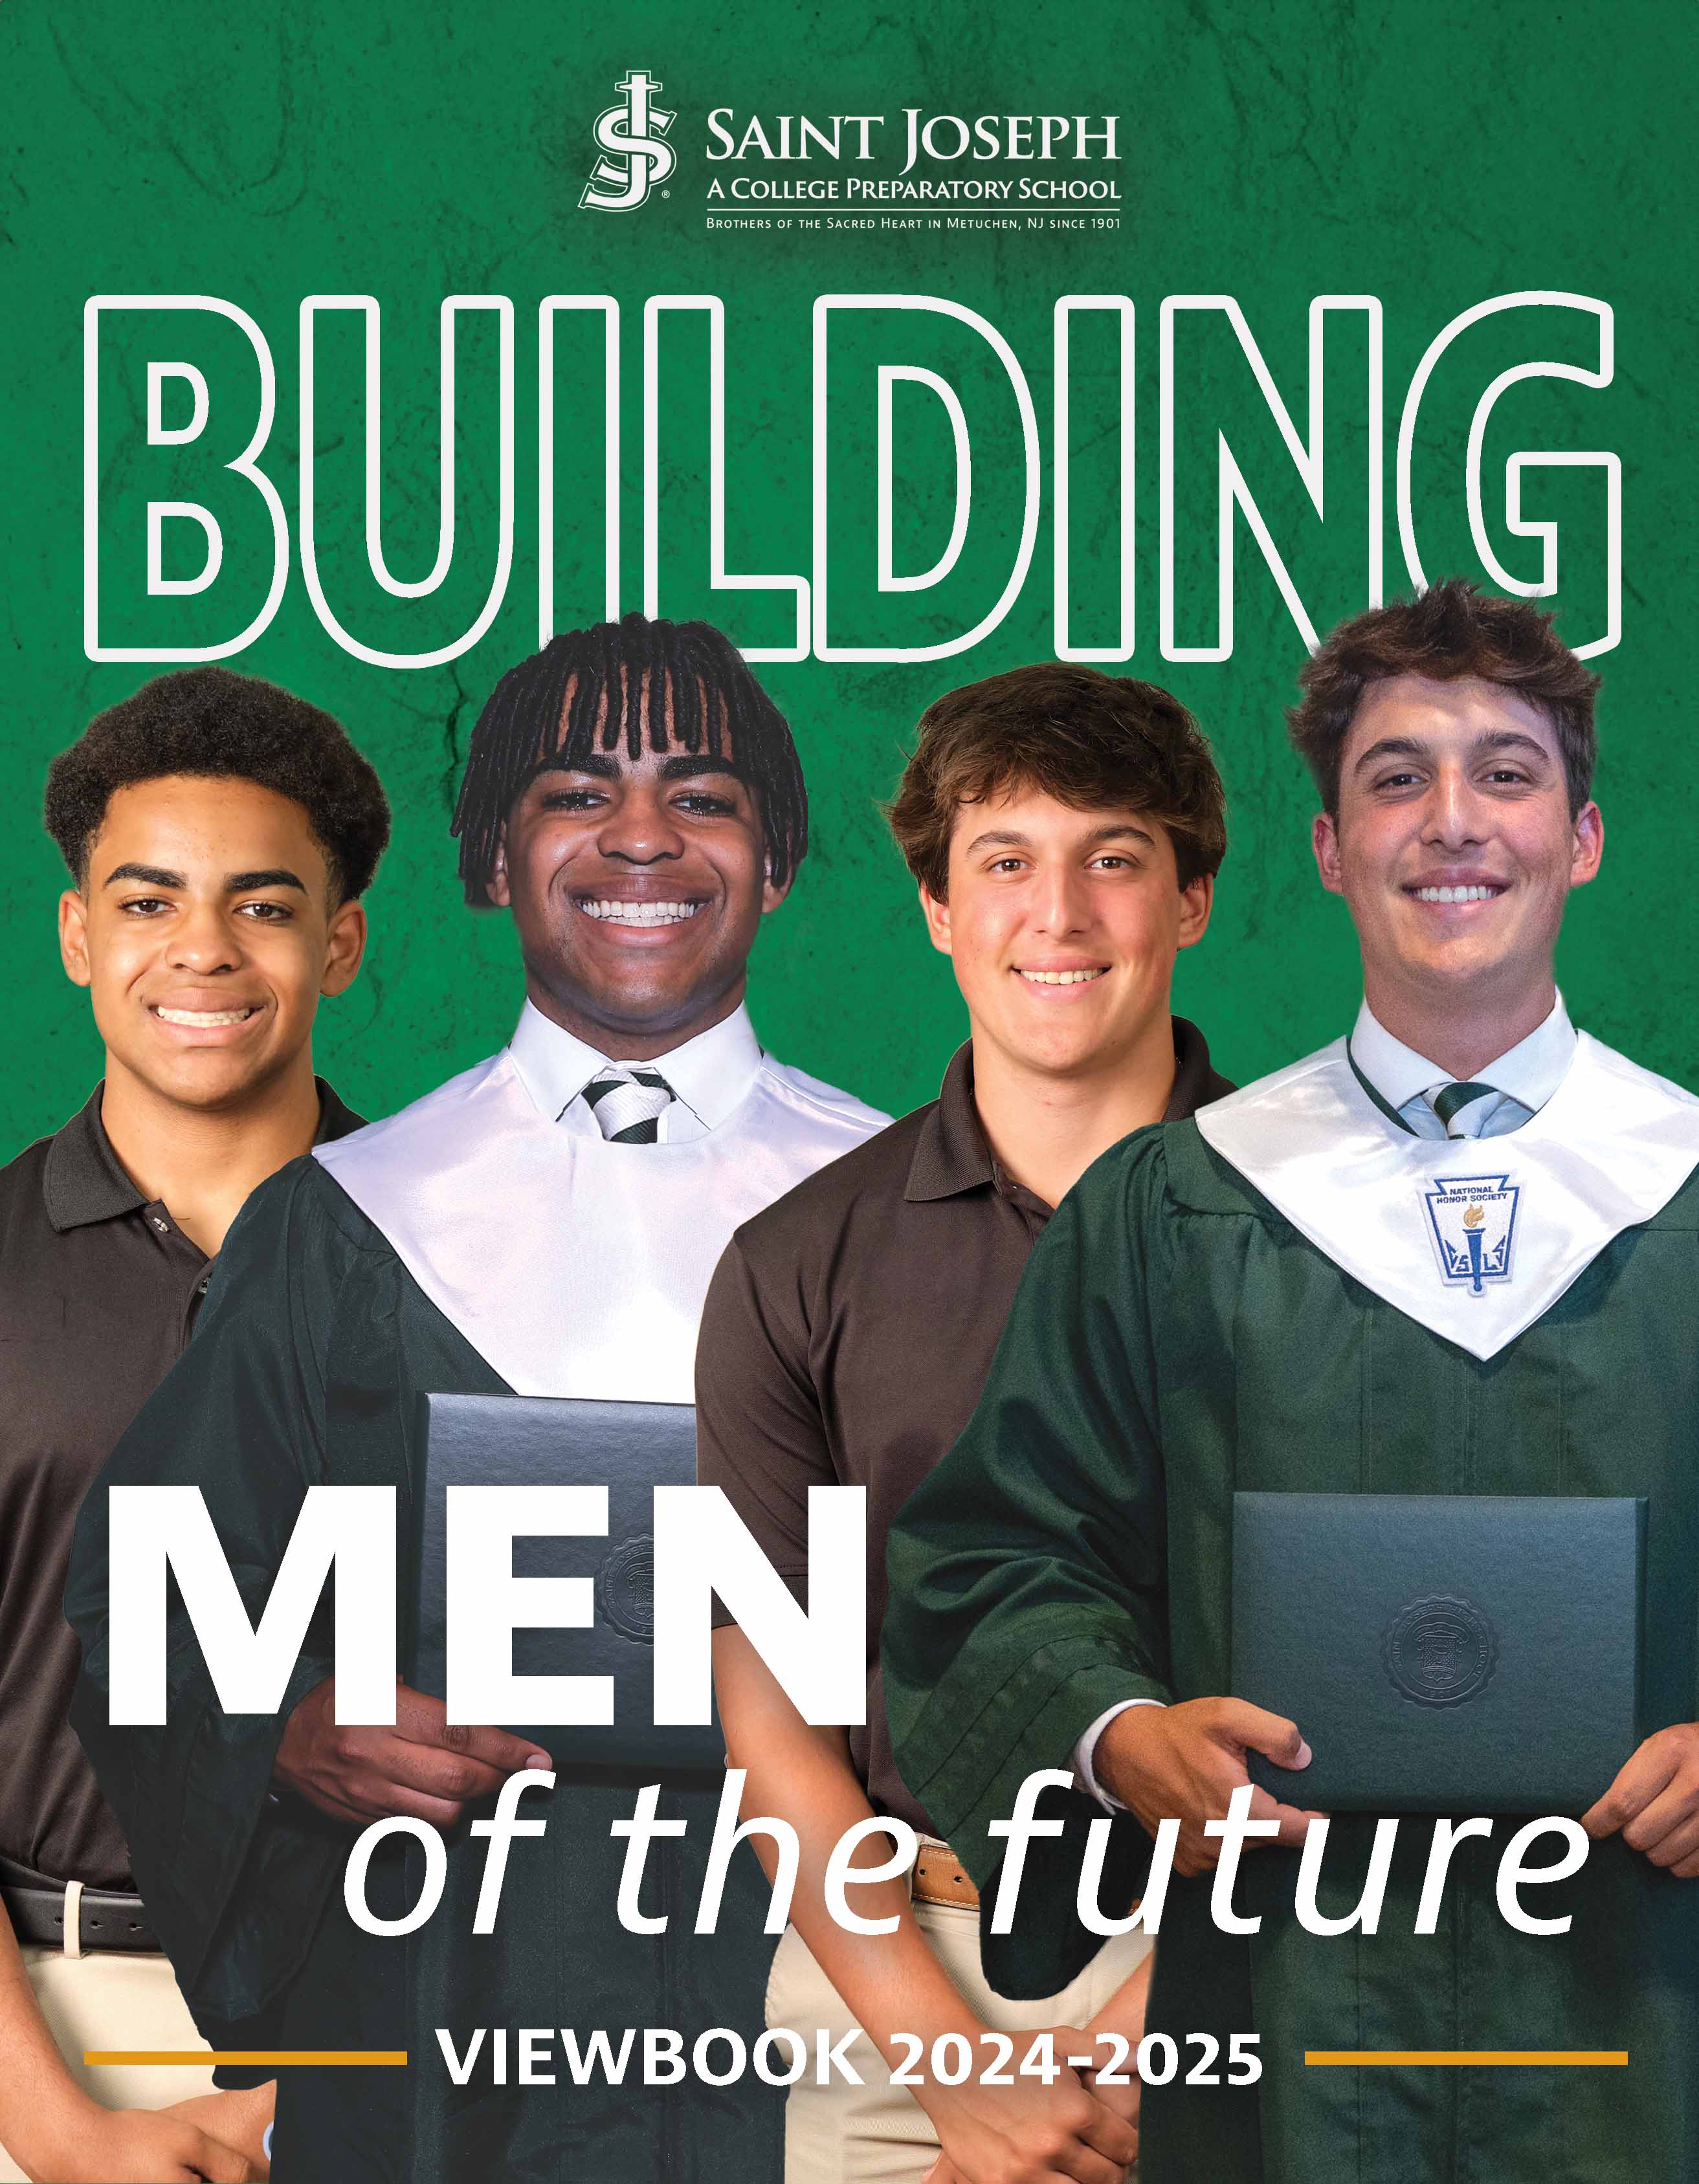 SAINT JOSEPH
A COLLEGE PREPARATORY SCHOOL
BROTHERS OF THE SACRED HEART IN METUCHEN, NJ SINCE 1901
BUILDING
NATIONAL
HONOR SOCIETY
MEN
of the future
VIEWBOOK 2024-2025